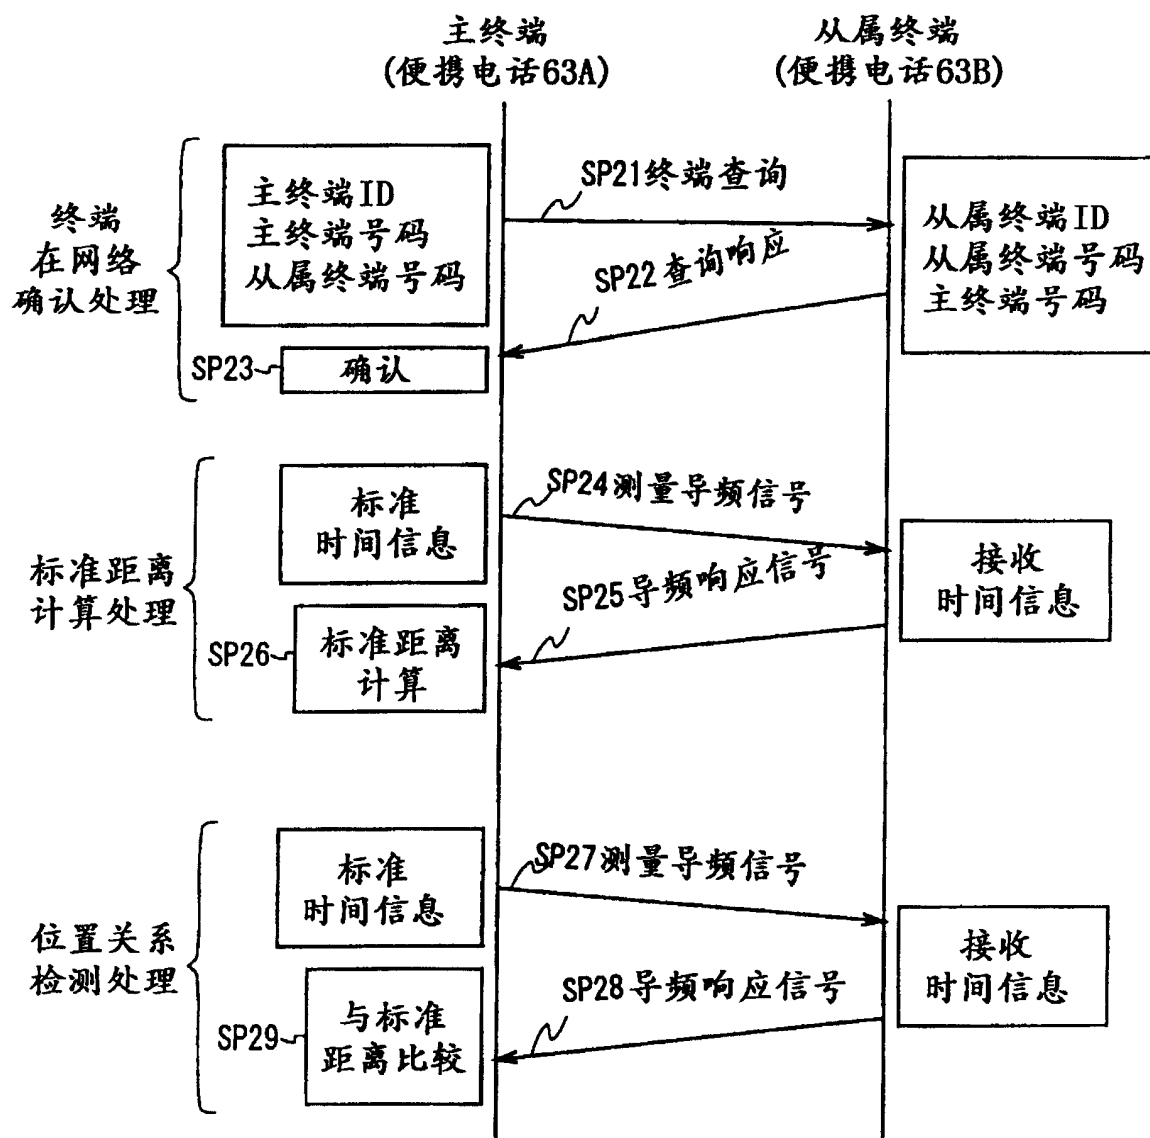 主终端
(便携电话63A)
从属终端
(便携电话63B)
终端
在网络
确认处理
主终端ID
主终端号码
从属终端号码
SP21终端查询
SP22查询响应
从属终端ID
从属终端号码
主终端号码
SP23
确认
标准距离
计算处理
标准
时间信息
SP24测量导频信号
SP25导频响应信号
接收
时间信息
SP26
标准距离
计算
位置关系
检测处理
标准
时间信息
SP27测量导频信号
SP28导频响应信号
接收
时间信息
SP29
与标准
距离比较